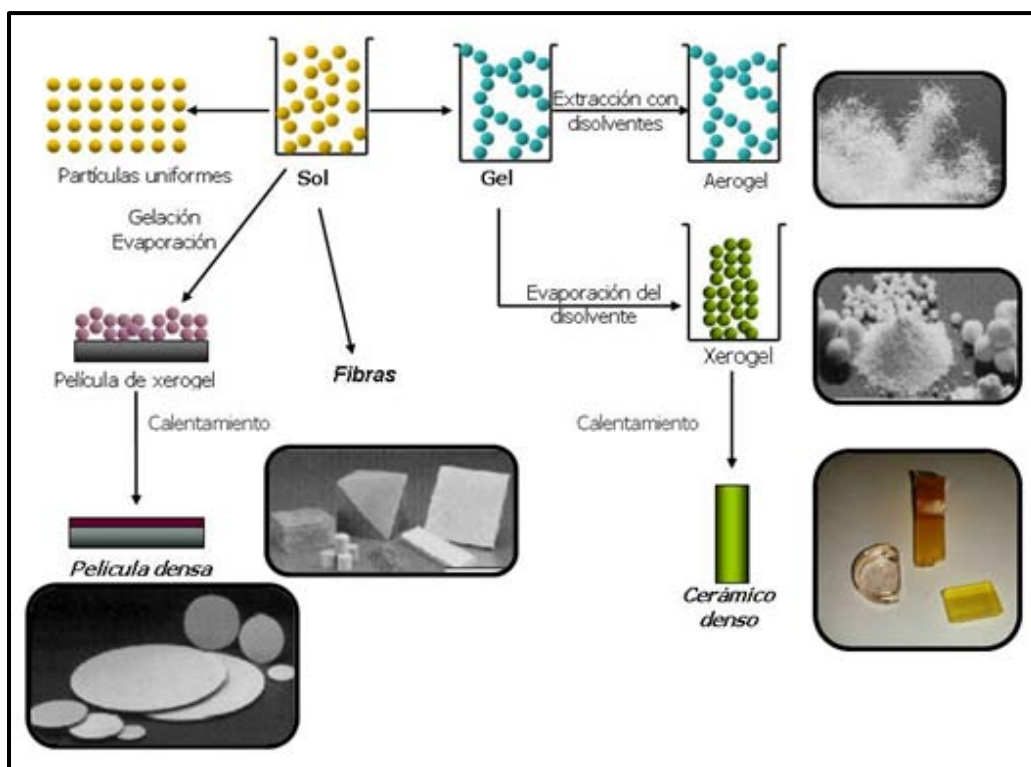 Partículas uniformes
Sol
Gel
Extracción con
disolventes
Aerogel
Gelación
Evaporación
Película de xerogel
Fibras
Evaporación del
disolvente
Xerogel
Calentamiento
Calentamiento
Pelicula densa
Cerámico
denso